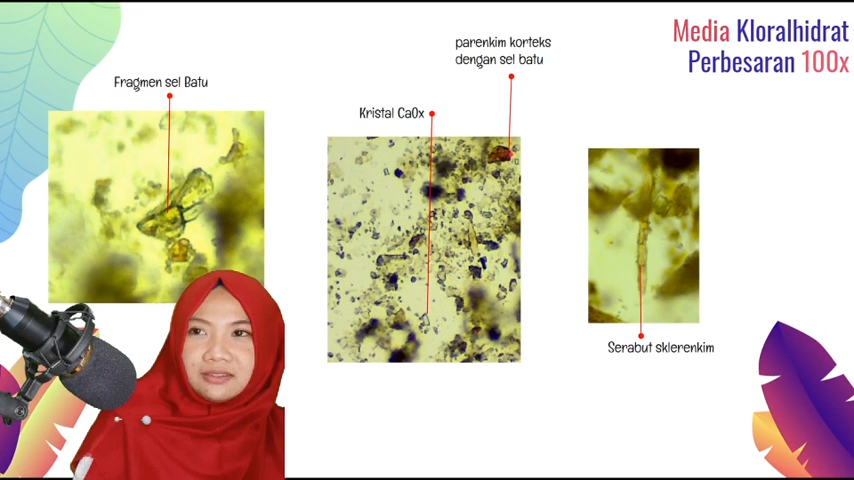 Media Kloralhidrat
Perbesaran 100x
parenkim korteks
dengan sel batu
Fragmen sel Batu
Kristal CaOx
Serabut sklerenkim